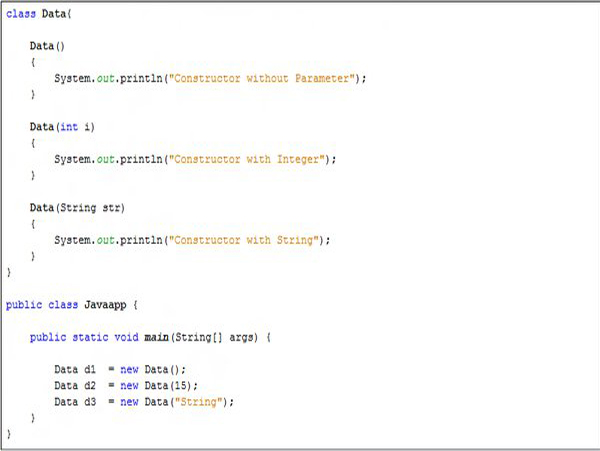 class Data{
Data()
{
System.out.println("Constructor without Parameter");
}
Data(int i)
{
System.out.println("Constructor with Integer");
}
Data(String str)
{
System.out.println("Constructor with String");
}
}
public class Javaapp {
public static void main(String[] args) {
Data d1 = new Data();
Data d2 = new Data(15);
Data d3 = new Data("String");
}
}